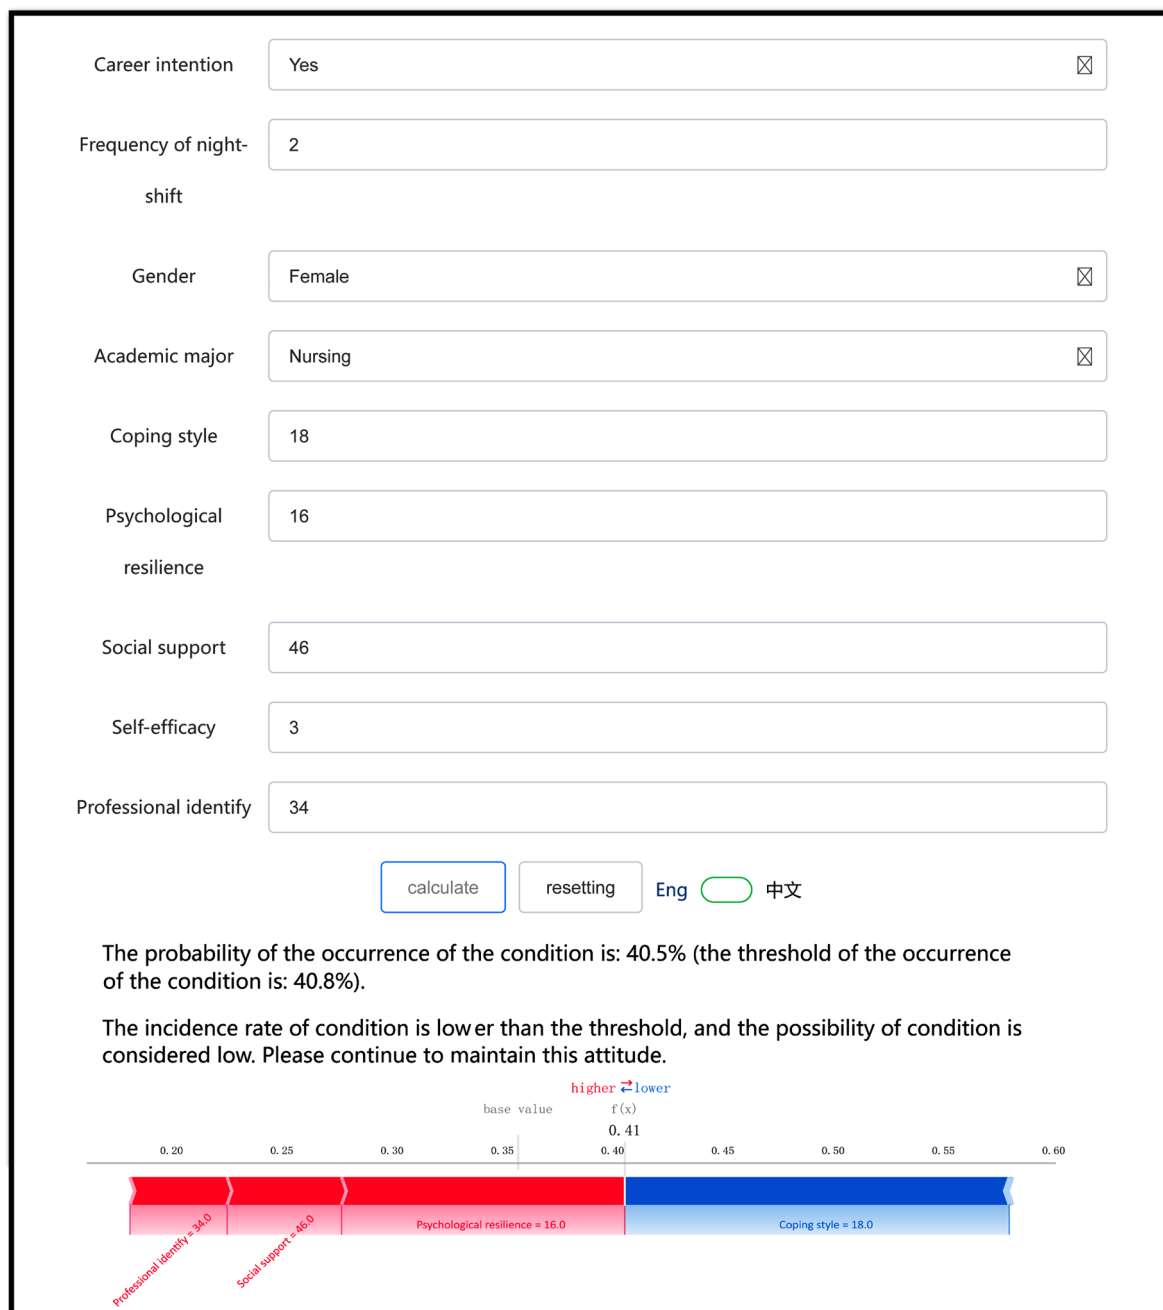 Career intention Yes
Frequency of night- 2
shift
Gender Female
Academic major Nursing
Coping style 18
Psychological 16
resilience
Social support 46
Self-efficacy 3
Professional identify 34
calculate resetting Eng 中文
The probability of the occurrence of the condition is: 40.5% (the threshold of the occurrence
of the condition is: 40.8%).
The incidence rate of condition is lower than the threshold, and the possibility of condition is
considered low. Please continue to maintain this attitude.
higher ⇄ lower
base value f(x)
0.41
0.20 0.25 0.30 0.35 0.40 0.45 0.50 0.55 0.60
Professional identify = 34.0
Social support = 46.0
Psychological resilience = 16.0
Coping style = 18.0